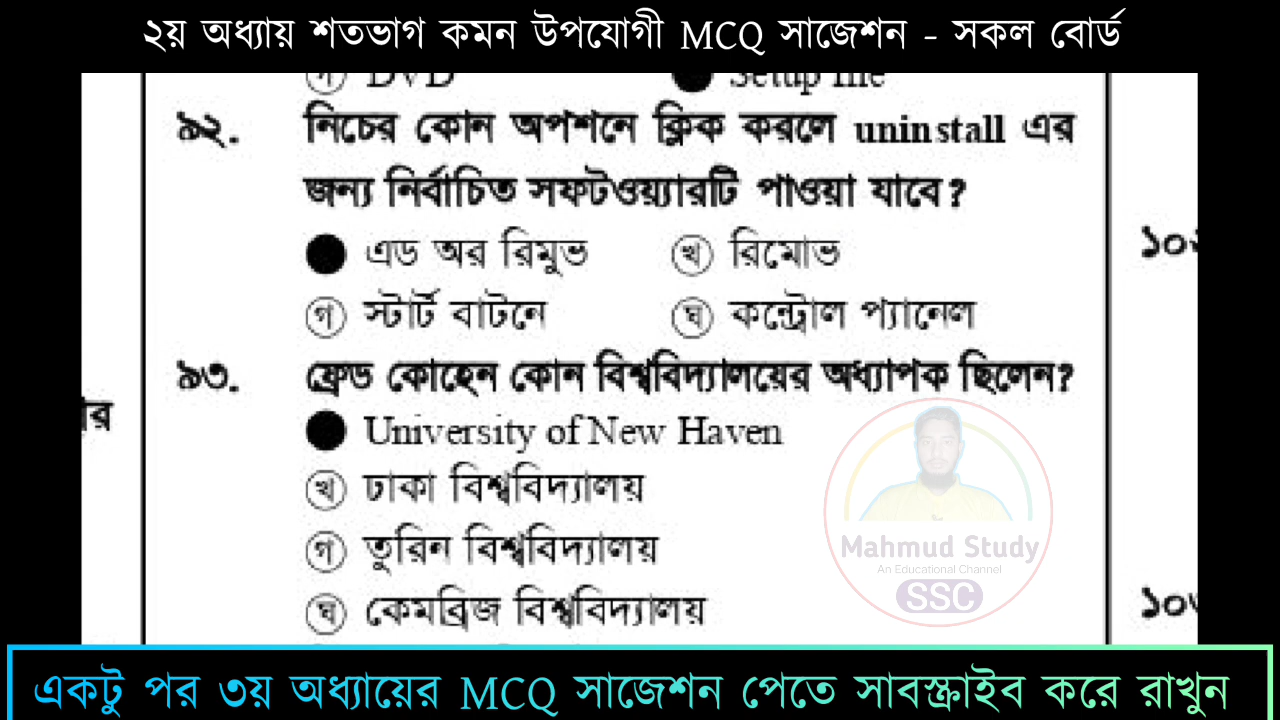 ২য় অধ্যায় শতভাগ কমন উপযোগী MCQ সাজেশন - সকল বোর্ড
গ DVD Setup file
৯২. নিচের কোন অপশনে ক্লিক করলে uninstall এর
জন্য নির্বাচিত সফটওয়্যারটি পাওয়া যাবে?
এড অর রিমুভ খ রিমোভ
গ স্টার্ট বাটনে ঘ কন্ট্রোল প্যানেল
৯৩. ফ্রেড কোহেন কোন বিশ্ববিদ্যালয়ের অধ্যাপক ছিলেন?
University of New Haven
খ ঢাকা বিশ্ববিদ্যালয়
গ তুরিন বিশ্ববিদ্যালয়
ঘ কেমব্রিজ বিশ্ববিদ্যালয়
Mahmud Study
An Educational Channel
SSC
একটু পর ৩য় অধ্যায়ের MCQ সাজেশন পেতে সাবস্ক্রাইব করে রাখুন